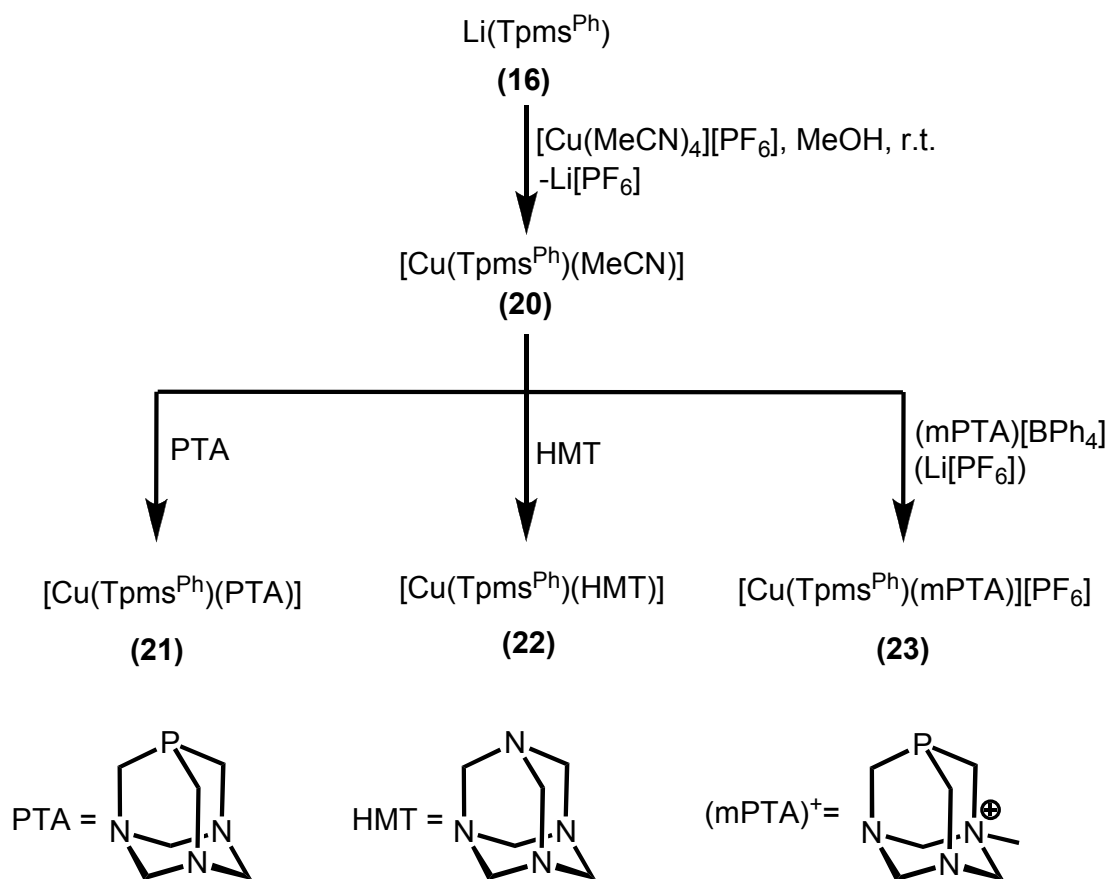 Li(Tpms^Ph)
(16)
[Cu(MeCN)₄][PF₆], MeOH, r.t.
-Li[PF₆]
[Cu(Tpms^Ph)(MeCN)]
(20)
PTA
HMT
(mPTA)[BPh₄]
(Li[PF₆])
[Cu(Tpms^Ph)(PTA)]
[Cu(Tpms^Ph)(HMT)]
[Cu(Tpms^Ph)(mPTA)][PF₆]
(21)
(22)
(23)
PTA =
P
N
N
N
HMT =
N
N
N
N
(mPTA)⁺=
P
N
N
⊕
N